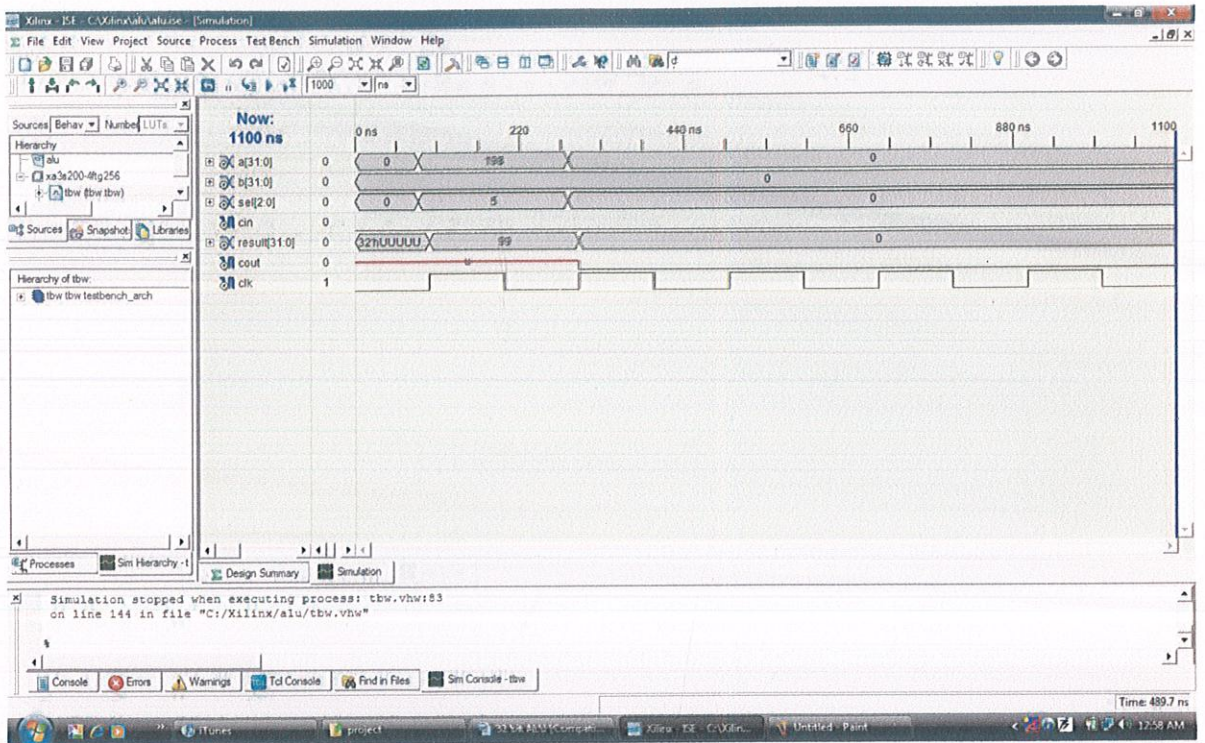 Xilinx - ISE - C:\Xilinx\alu\alu.ise - [Simulation]
File Edit View Project Source Process Test Bench Simulation Window Help
1000 ns
Sources Behav Number LUTs
Hierarchy
alu
xa3s200-4ftg256
tbw (tbw tbw)
Sources Snapshot Libraries
Hierarchy of tbw:
tbw tbw testbench_arch
Processes Sim Hierarchy - t
Now:
1100 ns
0 ns 220 440 ns 660 880 ns 1100
a[31:0] 0 0 198 0
b[31:0] 0 0
sel[2:0] 0 0 5 0
cin 0
result[31:0] 0 32'hUUUUU 99 0
cout 0 U
clk 1
Design Summary Simulation
Simulation stopped when executing process: tbw.vhw:83
on line 144 in file "C:/Xilinx/alu/tbw.vhw"
%
Console Errors Warnings Tcl Console Find in Files Sim Console - tbw
Time: 489.7 ns
iTunes project Xilinx - ISE - C:\Xilin... Untitled - Paint 12:58 AM